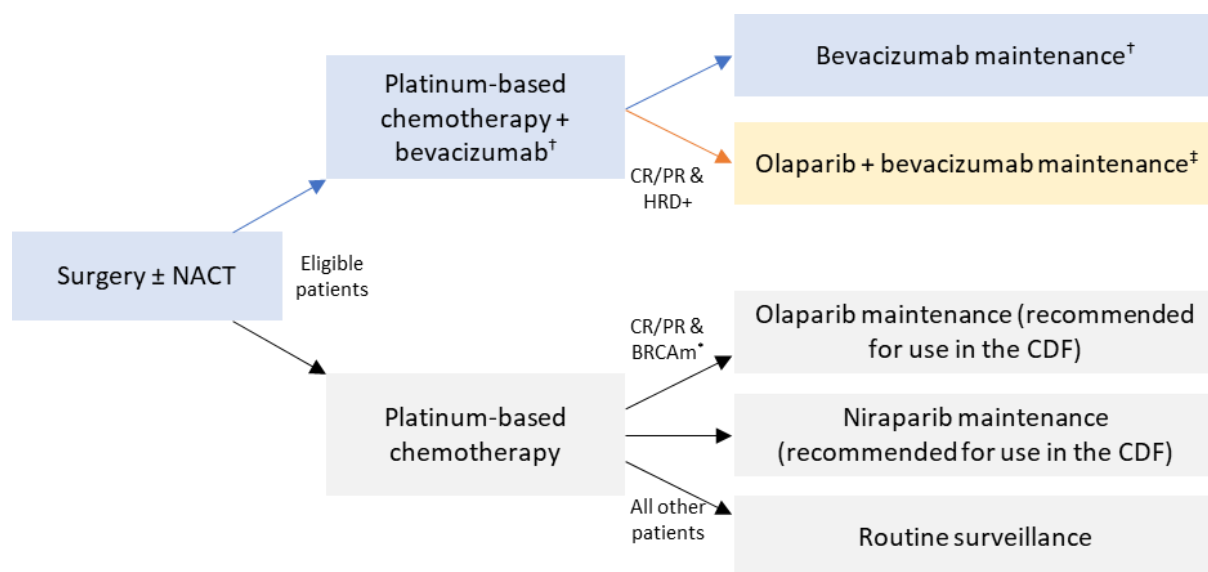 Surgery ± NACT
Eligible
patients
Platinum-based
chemotherapy +
bevacizumab†
CR/PR &
HRD+
Bevacizumab maintenance†
Olaparib + bevacizumab maintenance‡
Platinum-based
chemotherapy
CR/PR &
BRCAm*
All other
patients
Olaparib maintenance (recommended
for use in the CDF)
Niraparib maintenance
(recommended for use in the CDF)
Routine surveillance